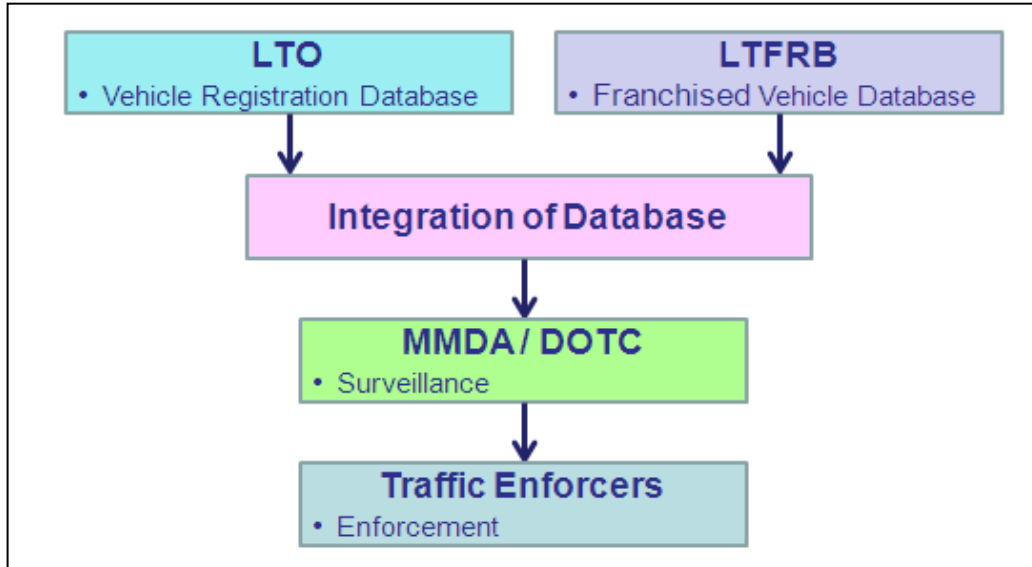 LTO
• Vehicle Registration Database
LTFRB
• Franchised Vehicle Database
Integration of Database
MMDA / DOTC
• Surveillance
Traffic Enforcers
• Enforcement